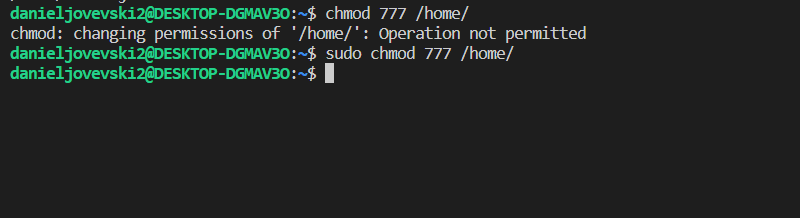 danieljovevski2@DESKTOP-DGMAV3O:~$ chmod 777 /home/
chmod: changing permissions of '/home/': Operation not permitted
danieljovevski2@DESKTOP-DGMAV3O:~$ sudo chmod 777 /home/
danieljovevski2@DESKTOP-DGMAV3O:~$